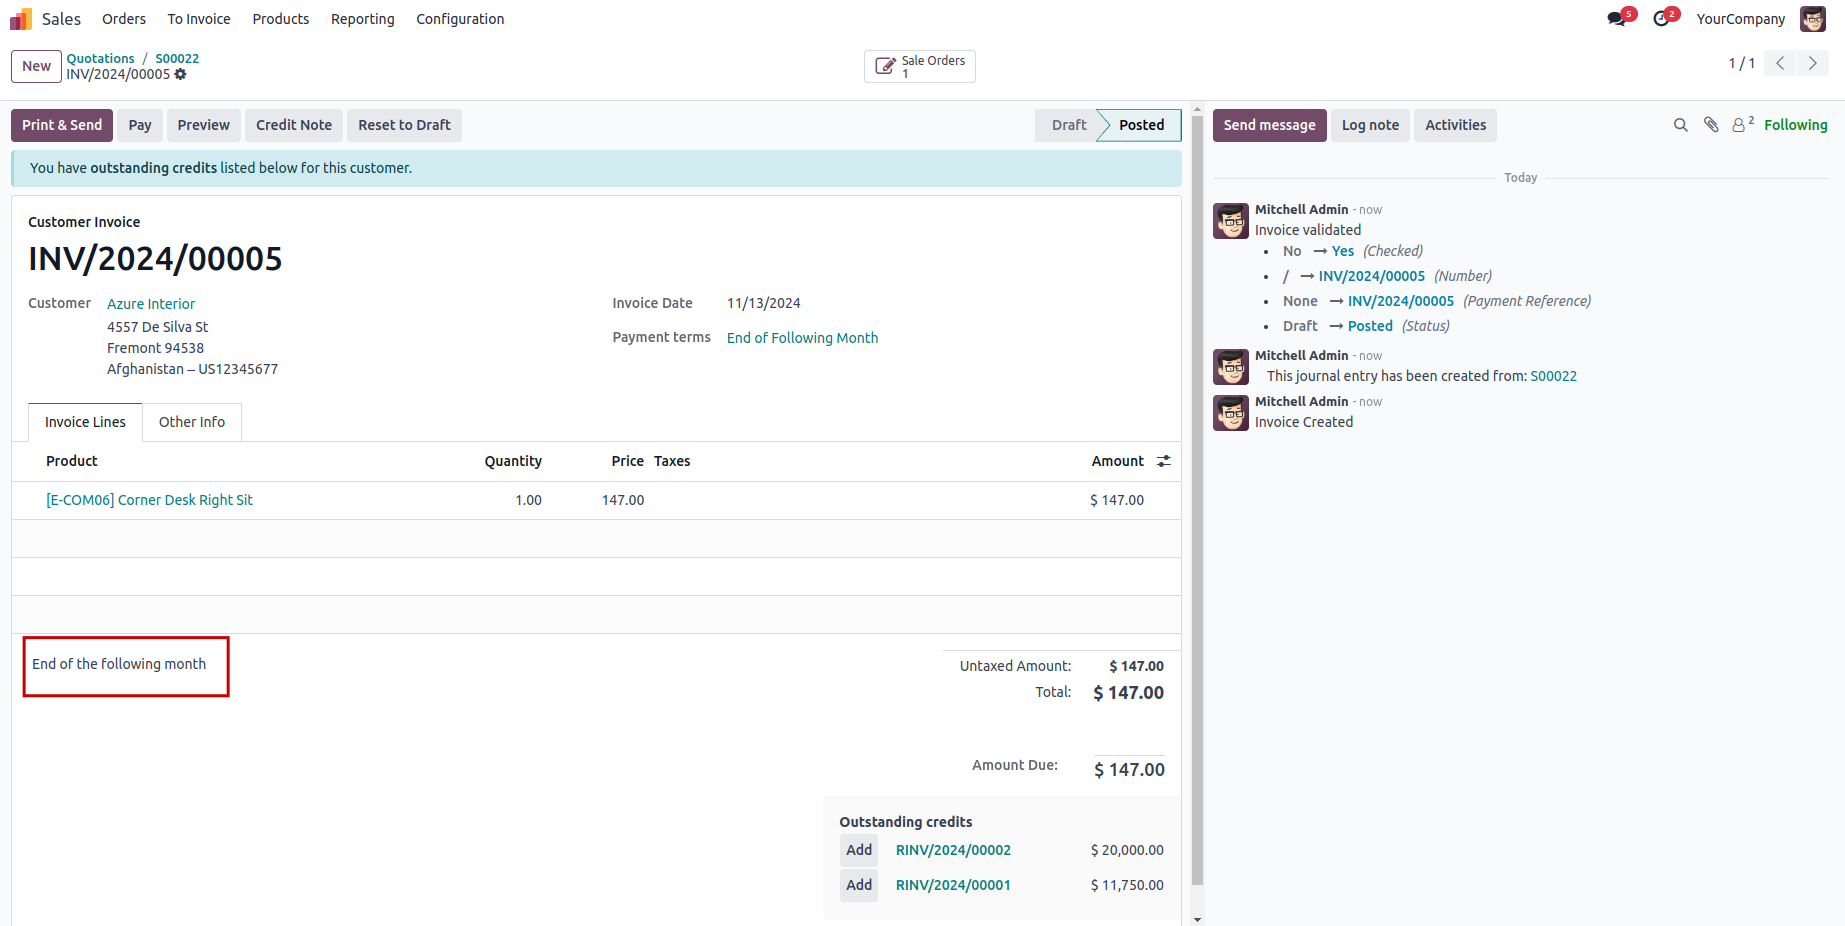 Sales Orders To Invoice Products Reporting Configuration 5 2 YourCompany
New Quotations / S00022
INV/2024/00005
Sale Orders
1
1 / 1
Print & Send Pay Preview Credit Note Reset to Draft Draft Posted
You have outstanding credits listed below for this customer.
Customer Invoice
INV/2024/00005
Customer Azure Interior
4557 De Silva St
Fremont 94538
Afghanistan – US12345677
Invoice Date 11/13/2024
Payment terms End of Following Month
Invoice Lines Other Info
Product Quantity Price Taxes Amount
[E-COM06] Corner Desk Right Sit 1.00 147.00 $ 147.00
End of the following month
Untaxed Amount: $ 147.00
Total: $ 147.00
Amount Due: $ 147.00
Outstanding credits
Add RINV/2024/00002 $ 20,000.00
Add RINV/2024/00001 $ 11,750.00
Send message Log note Activities 2 Following
Today
Mitchell Admin - now
Invoice validated
• No → Yes (Checked)
• / → INV/2024/00005 (Number)
• None → INV/2024/00005 (Payment Reference)
• Draft → Posted (Status)
Mitchell Admin - now
This journal entry has been created from: S00022
Mitchell Admin - now
Invoice Created